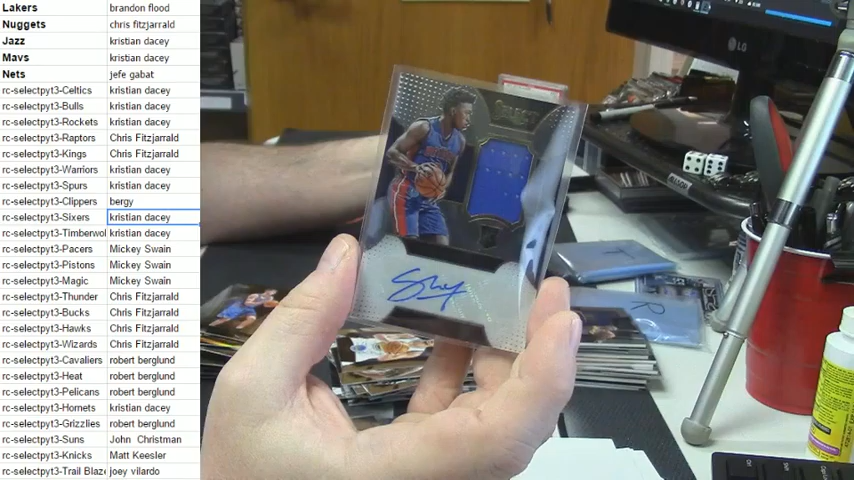 Lakers brandon flood
Nuggets chris fitzjarrald
Jazz kristian dacey
Mavs kristian dacey
Nets jefe gabat
rc-selectpyt3-Celtics kristian dacey
rc-selectpyt3-Bulls kristian dacey
rc-selectpyt3-Rockets kristian dacey
rc-selectpyt3-Raptors Chris Fitzjarrald
rc-selectpyt3-Kings Chris Fitzjarrald
rc-selectpyt3-Warriors kristian dacey
rc-selectpyt3-Spurs kristian dacey
rc-selectpyt3-Clippers bergy
rc-selectpyt3-Sixers kristian dacey
rc-selectpyt3-Timberwol kristian dacey
rc-selectpyt3-Pacers Mickey Swain
rc-selectpyt3-Pistons Mickey Swain
rc-selectpyt3-Magic Mickey Swain
rc-selectpyt3-Thunder Chris Fitzjarrald
rc-selectpyt3-Bucks Chris Fitzjarrald
rc-selectpyt3-Hawks Chris Fitzjarrald
rc-selectpyt3-Wizards Chris Fitzjarrald
rc-selectpyt3-Cavaliers robert berglund
rc-selectpyt3-Heat robert berglund
rc-selectpyt3-Pelicans robert berglund
rc-selectpyt3-Hornets kristian dacey
rc-selectpyt3-Grizzlies robert berglund
rc-selectpyt3-Suns John Christman
rc-selectpyt3-Knicks Matt Keesler
rc-selectpyt3-Trail Blaze joey vilardo
SELECT
LG
T
R